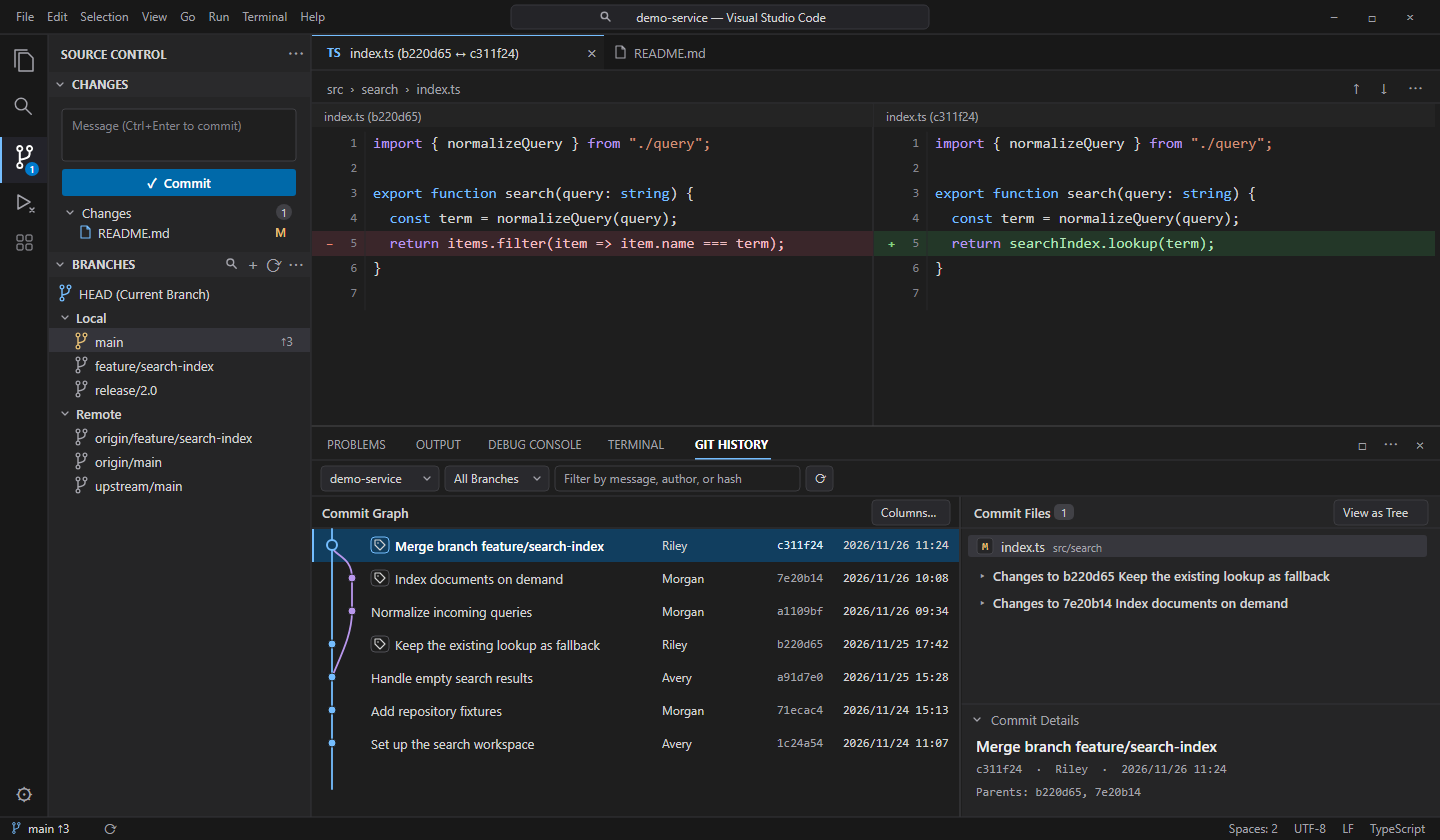 File Edit Selection View Go Run Terminal Help
demo-service — Visual Studio Code
SOURCE CONTROL
CHANGES
Message (Ctrl+Enter to commit)
✓ Commit
Changes 1
README.md M
1
BRANCHES
HEAD (Current Branch)
Local
main ↑3
feature/search-index
release/2.0
Remote
origin/feature/search-index
origin/main
upstream/main
TS index.ts (b220d65 ↔ c311f24)
README.md
src › search › index.ts
index.ts (b220d65)
1 import { normalizeQuery } from "./query";
2
3 export function search(query: string) {
4 const term = normalizeQuery(query);
– 5 return items.filter(item => item.name === term);
6 }
7
index.ts (c311f24)
1 import { normalizeQuery } from "./query";
2
3 export function search(query: string) {
4 const term = normalizeQuery(query);
+ 5 return searchIndex.lookup(term);
6 }
7
PROBLEMS OUTPUT DEBUG CONSOLE TERMINAL GIT HISTORY
demo-service All Branches Filter by message, author, or hash
Commit Graph Columns...
Merge branch feature/search-index Riley c311f24 2026/11/26 11:24
Index documents on demand Morgan 7e20b14 2026/11/26 10:08
Normalize incoming queries Morgan a1109bf 2026/11/26 09:34
Keep the existing lookup as fallback Riley b220d65 2026/11/25 17:42
Handle empty search results Avery a91d7e0 2026/11/25 15:28
Add repository fixtures Morgan 71ecac4 2026/11/24 15:13
Set up the search workspace Avery 1c24a54 2026/11/24 11:07
Commit Files 1 View as Tree
M index.ts src/search
Changes to b220d65 Keep the existing lookup as fallback
Changes to 7e20b14 Index documents on demand
Commit Details
Merge branch feature/search-index
c311f24 · Riley · 2026/11/26 11:24
Parents: b220d65, 7e20b14
main ↑3
Spaces: 2 UTF-8 LF TypeScript